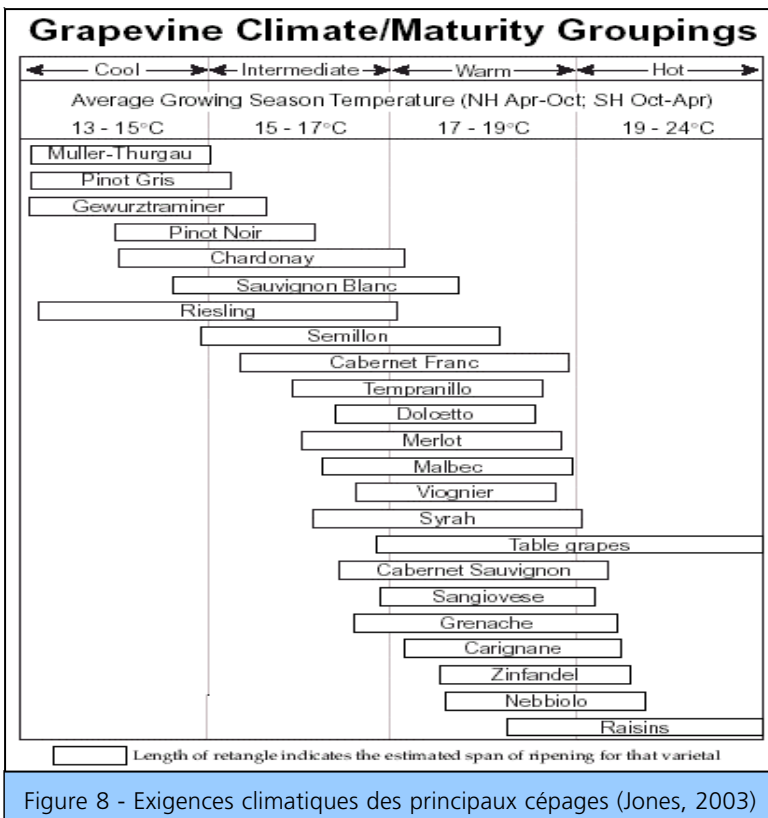 Grapevine Climate/Maturity Groupings
Cool Intermediate Warm Hot
Average Growing Season Temperature (NH Apr-Oct; SH Oct-Apr)
13 - 15°C 15 - 17°C 17 - 19°C 19 - 24°C
Muller-Thurgau
Pinot Gris
Gewurztraminer
Pinot Noir
Chardonay
Sauvignon Blanc
Riesling
Semillon
Cabernet Franc
Tempranillo
Dolcetto
Merlot
Malbec
Viognier
Syrah
Table grapes
Cabernet Sauvignon
Sangiovese
Grenache
Carignane
Zinfandel
Nebbiolo
Raisins
Length of retangle indicates the estimated span of ripening for that varietal
Figure 8 - Exigences climatiques des principaux cépages (Jones, 2003)